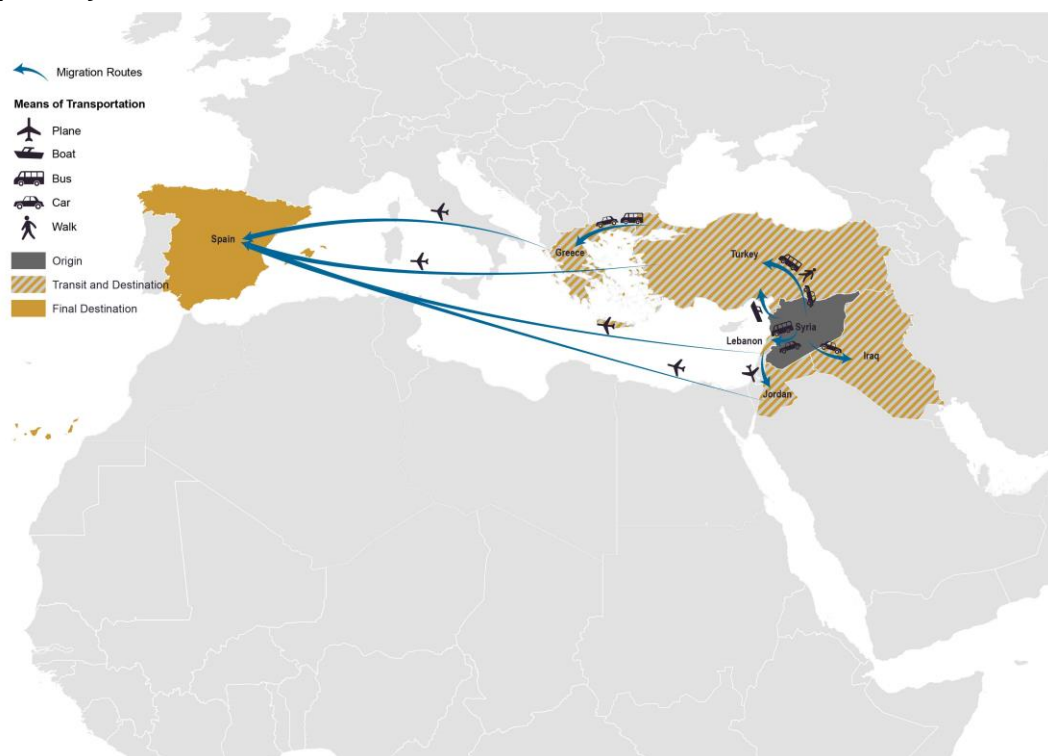 Migration Routes
Means of Transportation
Plane
Boat
Bus
Car
Walk
Origin
Transit and Destination
Final Destination
Spain
Greece
Turkey
Syria
Lebanon
Iraq
Jordan